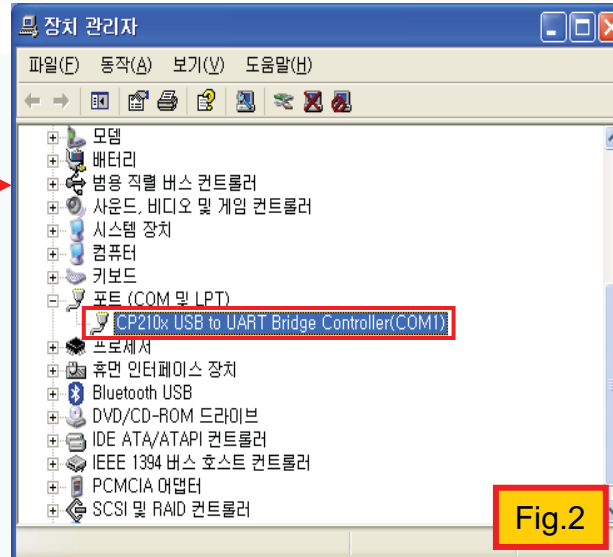 장치 관리자
파일(F) 동작(A) 보기(V) 도움말(H)
모뎀
배터리
범용 직렬 버스 컨트롤러
사운드, 비디오 및 게임 컨트롤러
시스템 장치
컴퓨터
키보드
포트 (COM 및 LPT)
CP210x USB to UART Bridge Controller(COM1)
프로세서
휴먼 인터페이스 장치
Bluetooth USB
DVD/CD-ROM 드라이브
IDE ATA/ATAPI 컨트롤러
IEEE 1394 버스 호스트 컨트롤러
PCMCIA 어댑터
SCSI 및 RAID 컨트롤러
Fig.2